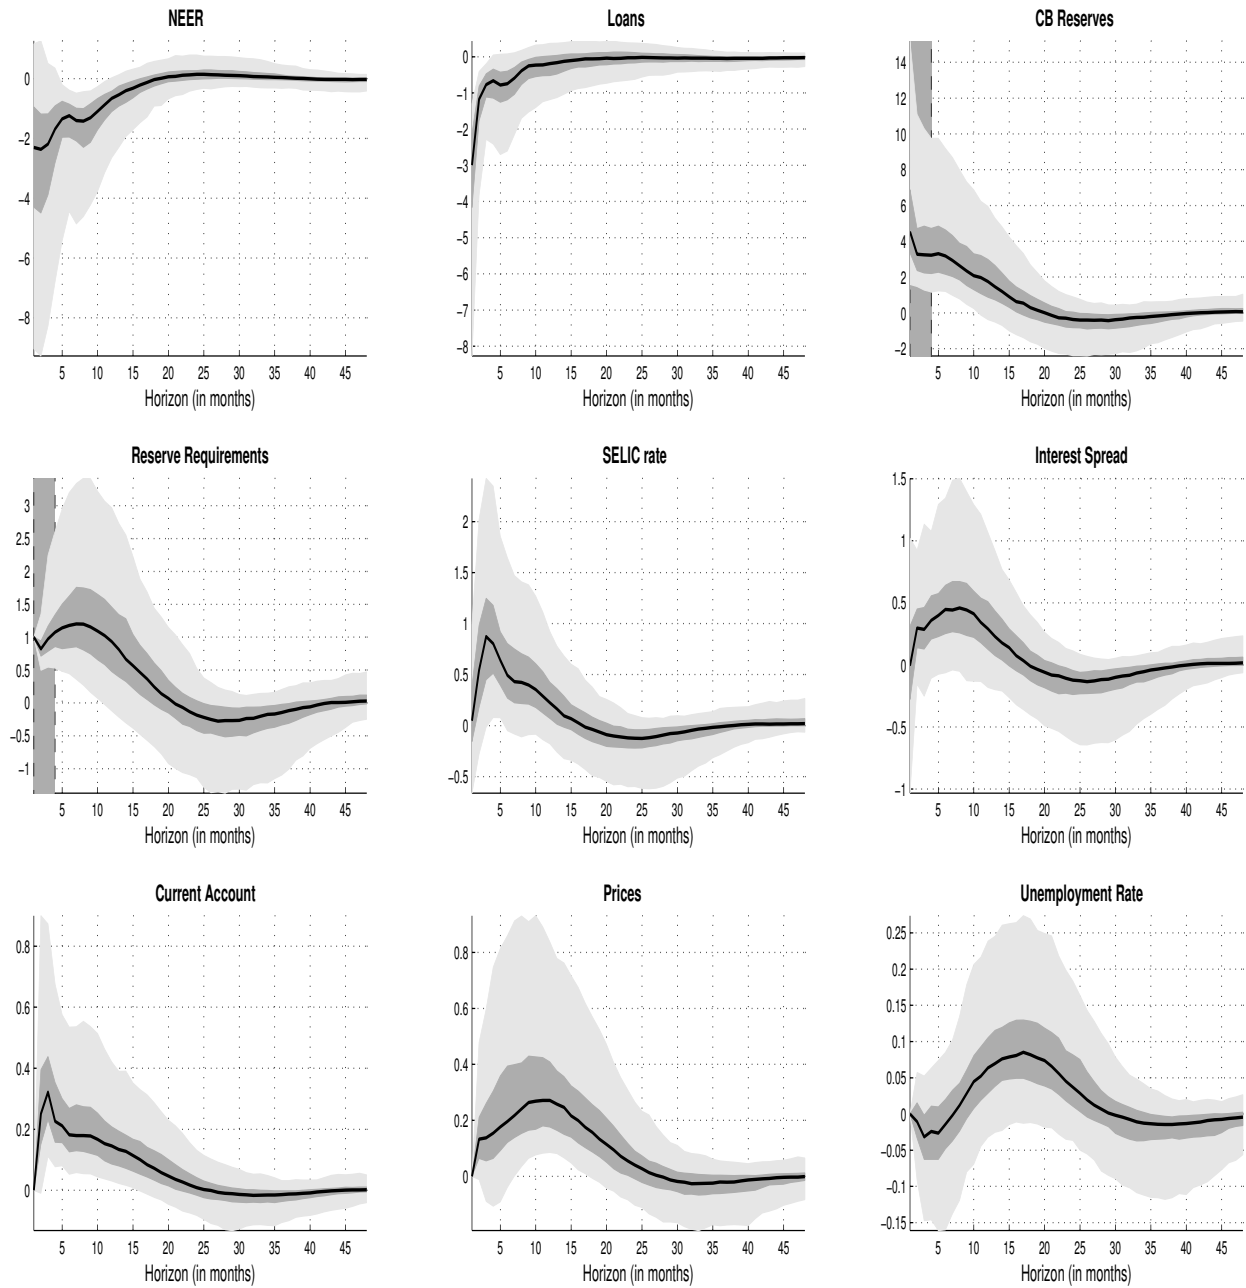 NEER
0
−2
−4
−6
−8
5 10 15 20 25 30 35 40 45
Horizon (in months)
Loans
0
−1
−2
−3
−4
−5
−6
−7
−8
5 10 15 20 25 30 35 40 45
Horizon (in months)
CB Reserves
14
12
10
8
6
4
2
0
−2
5 10 15 20 25 30 35 40 45
Horizon (in months)
Reserve Requirements
3
2.5
2
1.5
1
0.5
0
−0.5
−1
5 10 15 20 25 30 35 40 45
Horizon (in months)
SELIC rate
2
1.5
1
0.5
0
−0.5
5 10 15 20 25 30 35 40 45
Horizon (in months)
Interest Spread
1.5
1
0.5
0
−0.5
−1
5 10 15 20 25 30 35 40 45
Horizon (in months)
Current Account
0.8
0.6
0.4
0.2
0
5 10 15 20 25 30 35 40 45
Horizon (in months)
Prices
0.8
0.6
0.4
0.2
0
5 10 15 20 25 30 35 40 45
Horizon (in months)
Unemployment Rate
0.25
0.2
0.15
0.1
0.05
0
−0.05
−0.1
−0.15
5 10 15 20 25 30 35 40 45
Horizon (in months)